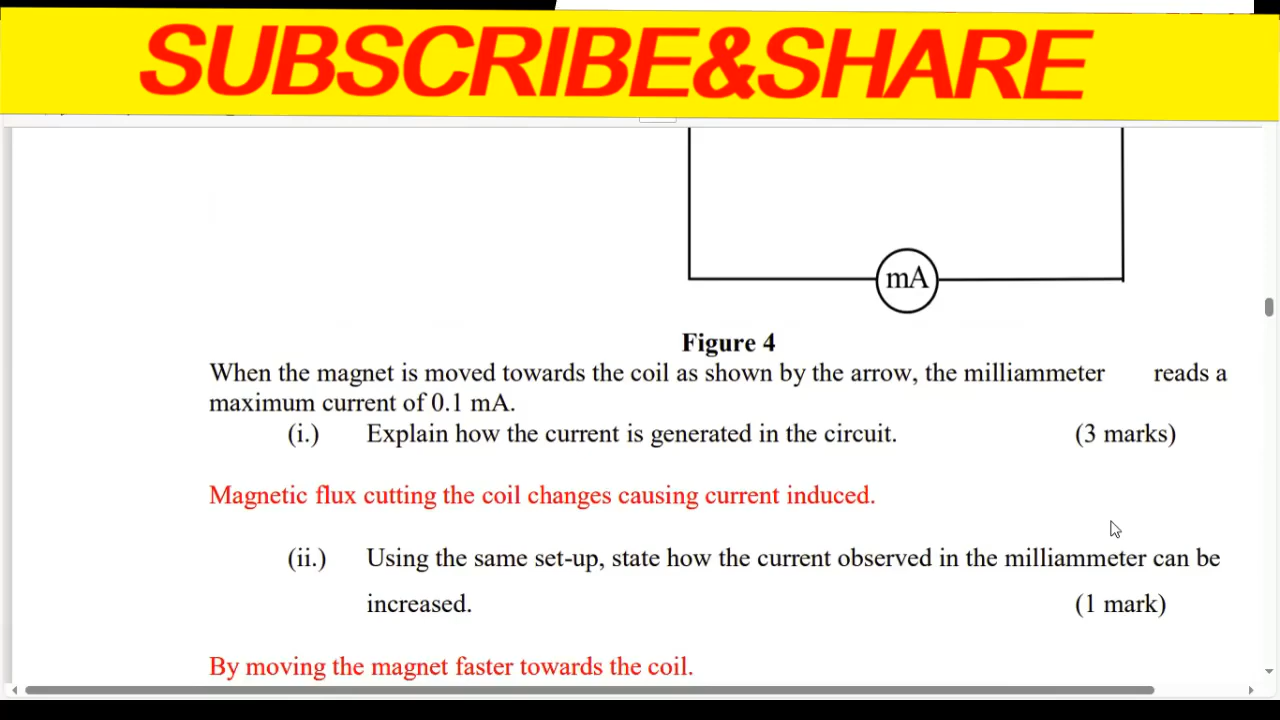 SUBSCRIBE&SHARE
mA
Figure 4
When the magnet is moved towards the coil as shown by the arrow, the milliammeter reads a
maximum current of 0.1 mA.
(i.) Explain how the current is generated in the circuit. (3 marks)
Magnetic flux cutting the coil changes causing current induced.
(ii.) Using the same set-up, state how the current observed in the milliammeter can be
increased. (1 mark)
By moving the magnet faster towards the coil.